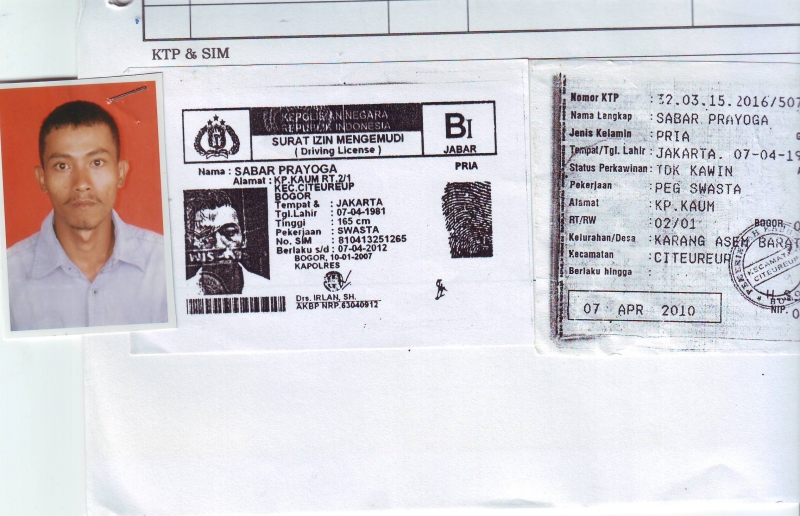 KTP & SIM
KEPOLISIAN NEGARA
REPUBLIK INDONESIA
SURAT IZIN MENGEMUDI
( Driving License )
BI
JABAR
Nama : SABAR PRAYOGA
PRIA
Alamat : KP.KAUM RT.2/1
KEC.CITEUREUP
BOGOR
Tempat & : JAKARTA
Tgl.Lahir : 07-04-1981
Tinggi : 165 cm
Pekerjaan : SWASTA
No. SIM : 810413251265
Berlaku s/d : 07-04-2012
BOGOR, 10-01-2007
KAPOLRES
Drs. IRLAN, SH.
AKBP NRP.63040912
Nomor KTP : 32.03.15.2016/507
Nama Langkap : SABAR PRAYOGA
Jenis Kelamin : PRIA
Tempat/Tgl. Lahir : JAKARTA. 07-04-19
Status Perkawinan : TDK KAWIN
Pekerjaan : PEG SWASTA
Alamat : KP.KAUM
RT/RW : 02/01
BOGOR,
Kelurahan/Desa : KARANG ASEM BARAT
Kecamatan : CITEUREUP
Berlaku hingga :
KECAMATAN
CITEUREUP
07 APR 2010
NIP.